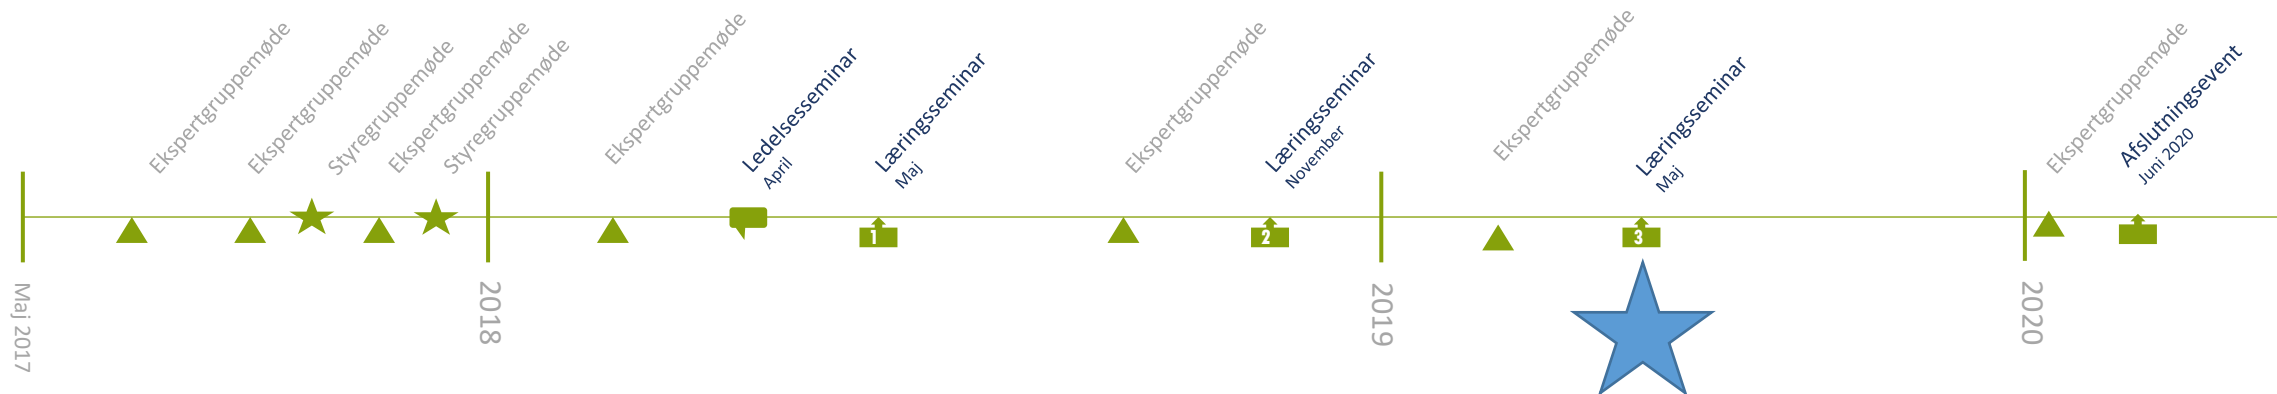 Ekspertgruppemøde
Ekspertgruppemøde
Styregruppemøde
Ekspertgruppemøde
Styregruppemøde
Ekspertgruppemøde
Ledelsesseminar
April
Læringsseminar
Maj
Ekspertgruppemøde
Læringsseminar
November
Ekspertgruppemøde
Læringsseminar
Maj
Ekspertgruppemøde
Afslutningsevent
Juni 2020
1
2
3
Maj 2017
2018
2019
2020